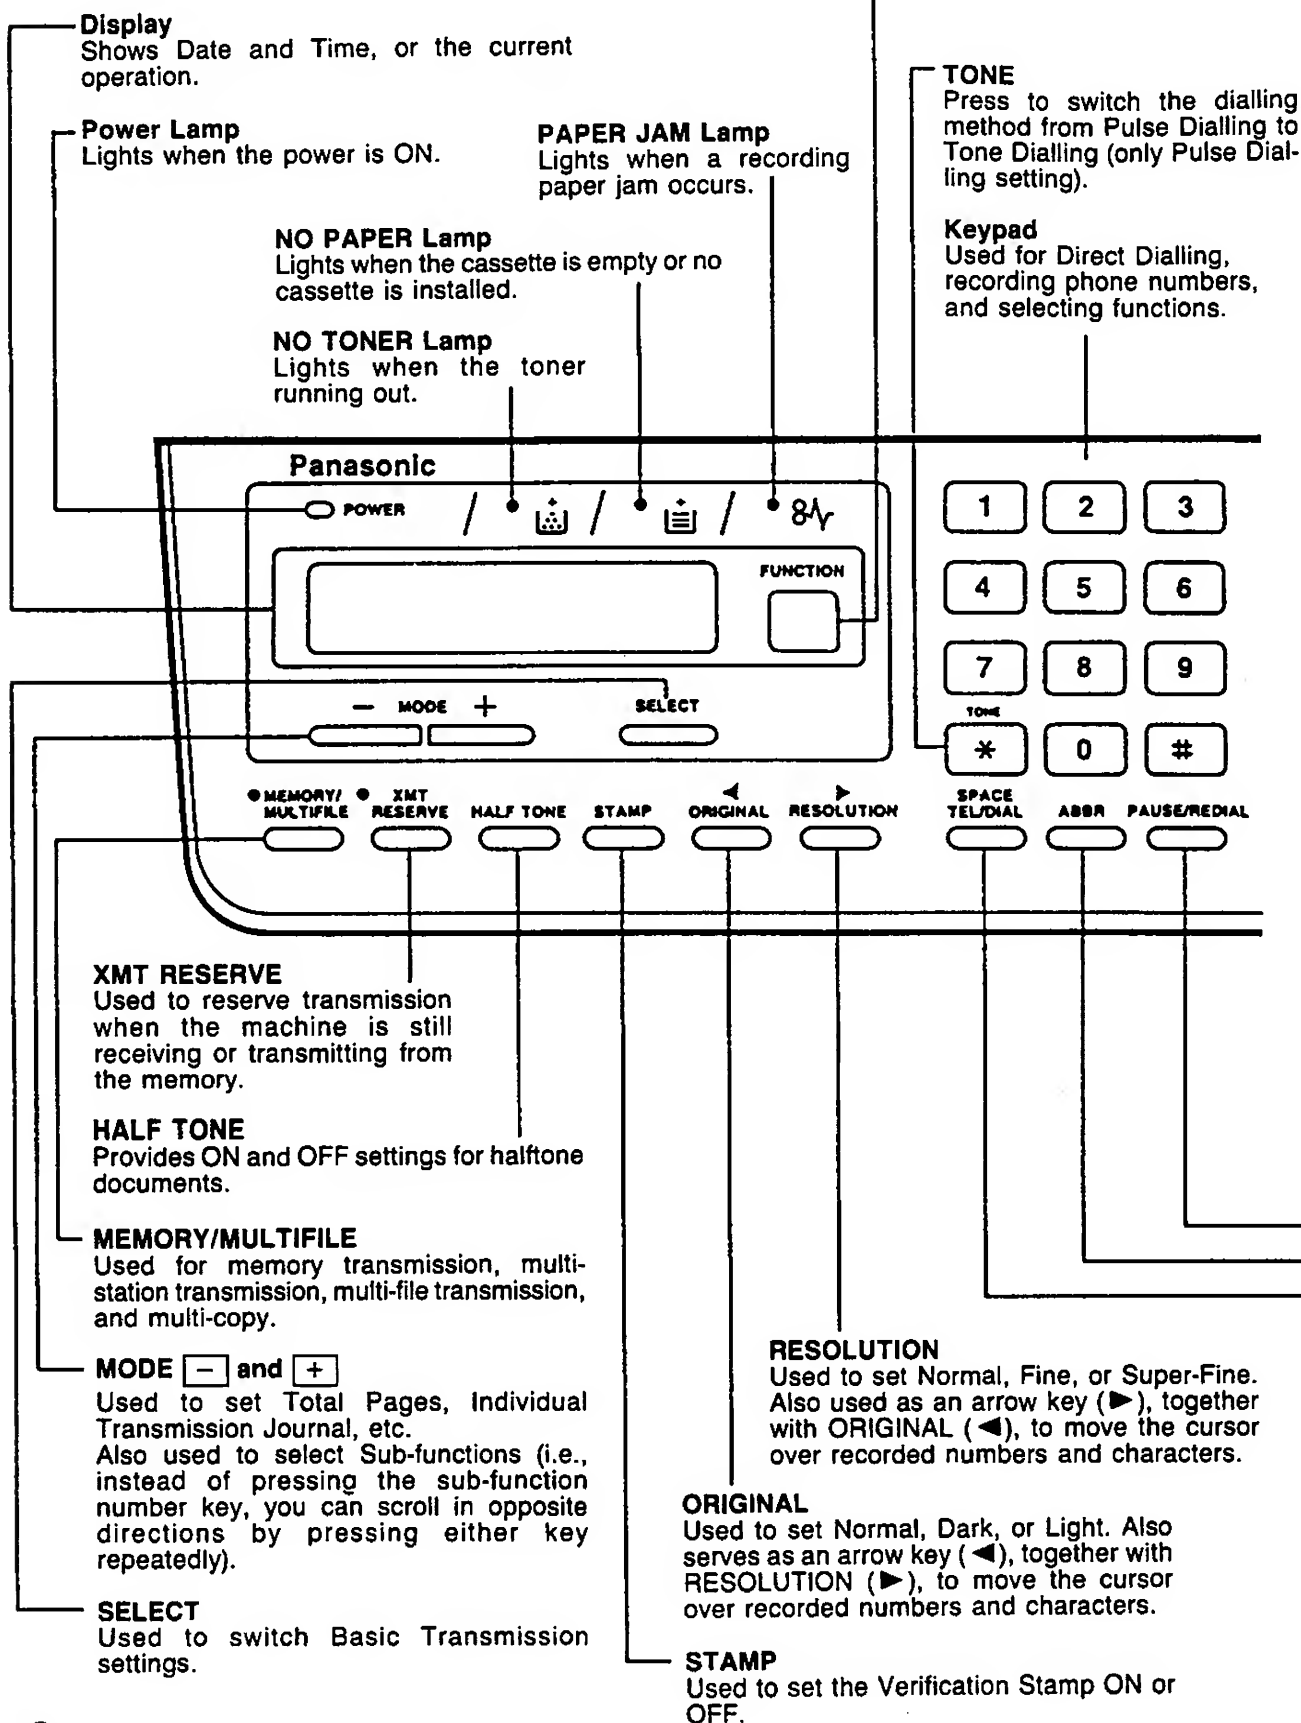 Display
Shows Date and Time, or the current
operation.
Power Lamp
Lights when the power is ON.
PAPER JAM Lamp
Lights when a recording
paper jam occurs.
NO PAPER Lamp
Lights when the cassette is empty or no
cassette is installed.
NO TONER Lamp
Lights when the toner
running out.
TONE
Press to switch the dialling
method from Pulse Dialling to
Tone Dialling (only Pulse Dial-
ling setting).
Keypad
Used for Direct Dialling,
recording phone numbers,
and selecting functions.
Panasonic
POWER
FUNCTION
− MODE +
SELECT
1 2 3
4 5 6
7 8 9
TONE
* 0 #
MEMORY/
MULTIFILE
XMT
RESERVE
HALF TONE
STAMP
◄
ORIGINAL
►
RESOLUTION
SPACE
TEL/DIAL
ABBR
PAUSE/REDIAL
XMT RESERVE
Used to reserve transmission
when the machine is still
receiving or transmitting from
the memory.
HALF TONE
Provides ON and OFF settings for halftone
documents.
MEMORY/MULTIFILE
Used for memory transmission, multi-
station transmission, multi-file transmission,
and multi-copy.
MODE − and +
Used to set Total Pages, Individual
Transmission Journal, etc.
Also used to select Sub-functions (i.e.,
instead of pressing the sub-function
number key, you can scroll in opposite
directions by pressing either key
repeatedly).
SELECT
Used to switch Basic Transmission
settings.
RESOLUTION
Used to set Normal, Fine, or Super-Fine.
Also used as an arrow key (►), together
with ORIGINAL (◄), to move the cursor
over recorded numbers and characters.
ORIGINAL
Used to set Normal, Dark, or Light. Also
serves as an arrow key (◄), together with
RESOLUTION (►), to move the cursor
over recorded numbers and characters.
STAMP
Used to set the Verification Stamp ON or
OFF.